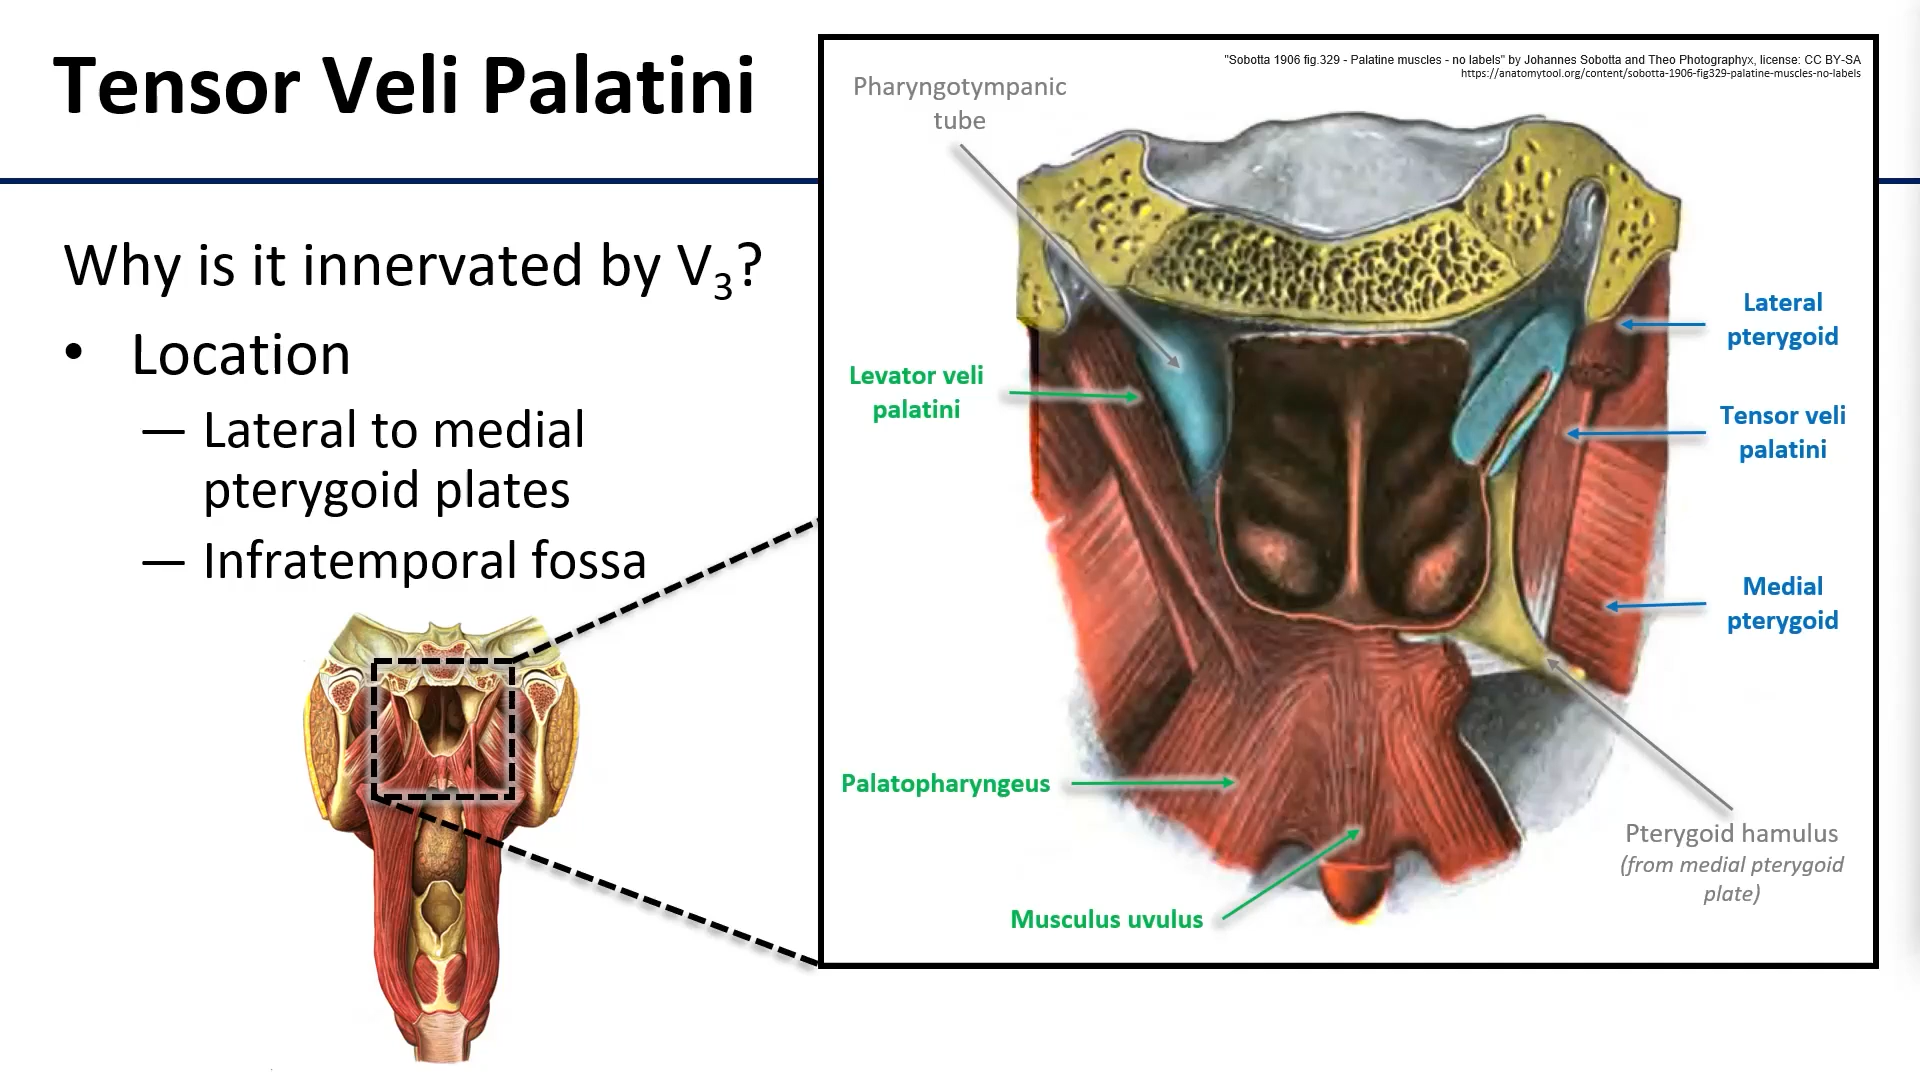 Tensor Veli Palatini
Why is it innervated by V₃?
• Location
— Lateral to medial
pterygoid plates
— Infratemporal fossa
"Sobotta 1906 fig.329 - Palatine muscles - no labels" by Johannes Sobotta and Theo Photographyx, license: CC BY-SA
https://anatomytool.org/content/sobotta-1906-fig329-palatine-muscles-no-labels
Pharyngotympanic
tube
Lateral
pterygoid
Levator veli
palatini
Tensor veli
palatini
Medial
pterygoid
Palatopharyngeus
Pterygoid hamulus
(from medial pterygoid
plate)
Musculus uvulus